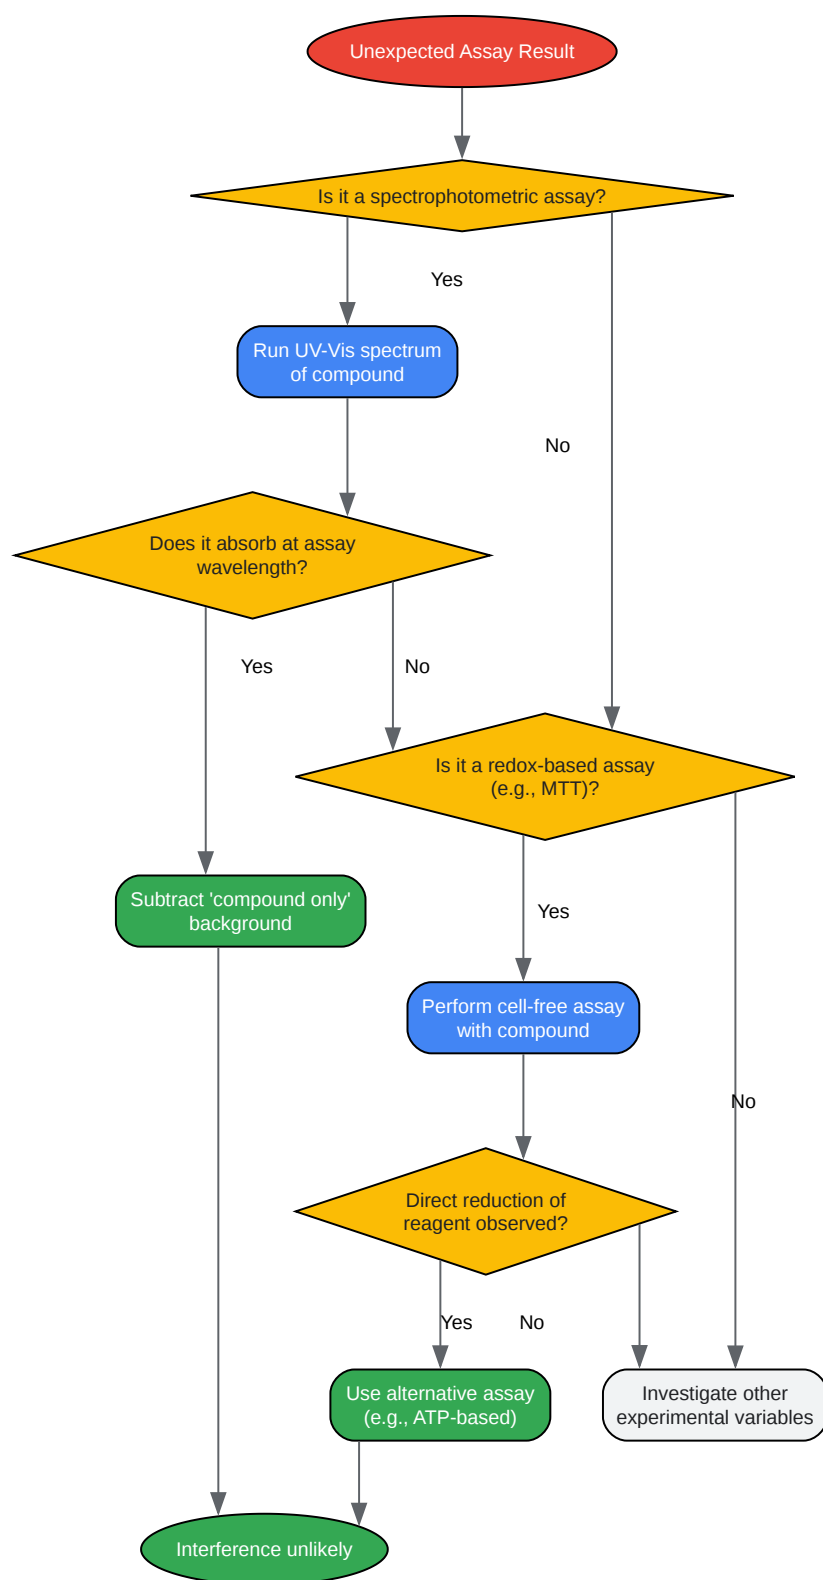 Unexpected Assay Result
Is it a spectrophotometric assay?
Yes
Run UV-Vis spectrum
of compound
No
Does it absorb at assay
wavelength?
Yes
No
Is it a redox-based assay
(e.g., MTT)?
Subtract 'compound only'
background
Yes
Perform cell-free assay
with compound
No
Direct reduction of
reagent observed?
Yes
No
Use alternative assay
(e.g., ATP-based)
Investigate other
experimental variables
Interference unlikely